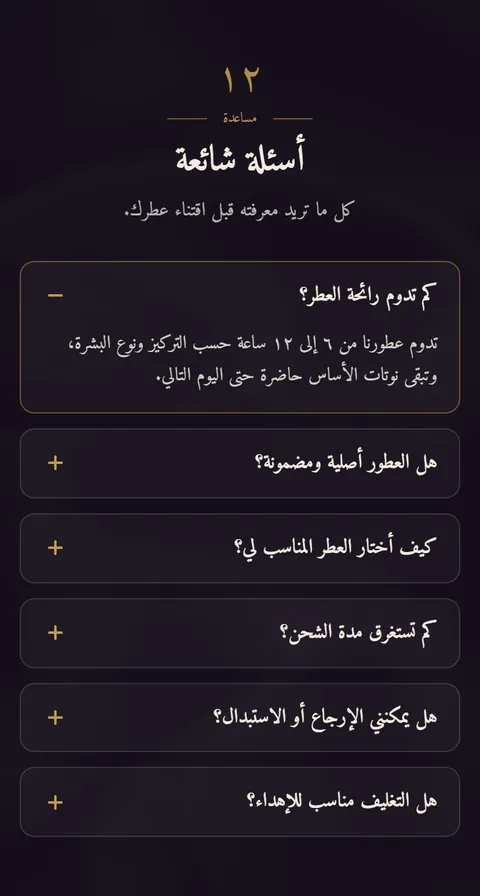 ١٢
مساعدة
أسئلة شائعة
كل ما تريد معرفته قبل اقتناء عطرك.
كم تدوم رائحة العطر؟
تدوم عطورنا من ٦ إلى ١٢ ساعة حسب التركيز ونوع البشرة،
وتبقى نوتات الأساس حاضرة حتى اليوم التالي.
هل العطور أصلية ومضمونة؟
كيف أختار العطر المناسب لي؟
كم تستغرق مدة الشحن؟
هل يمكنني الإرجاع أو الاستبدال؟
هل التغليف مناسب للإهداء؟